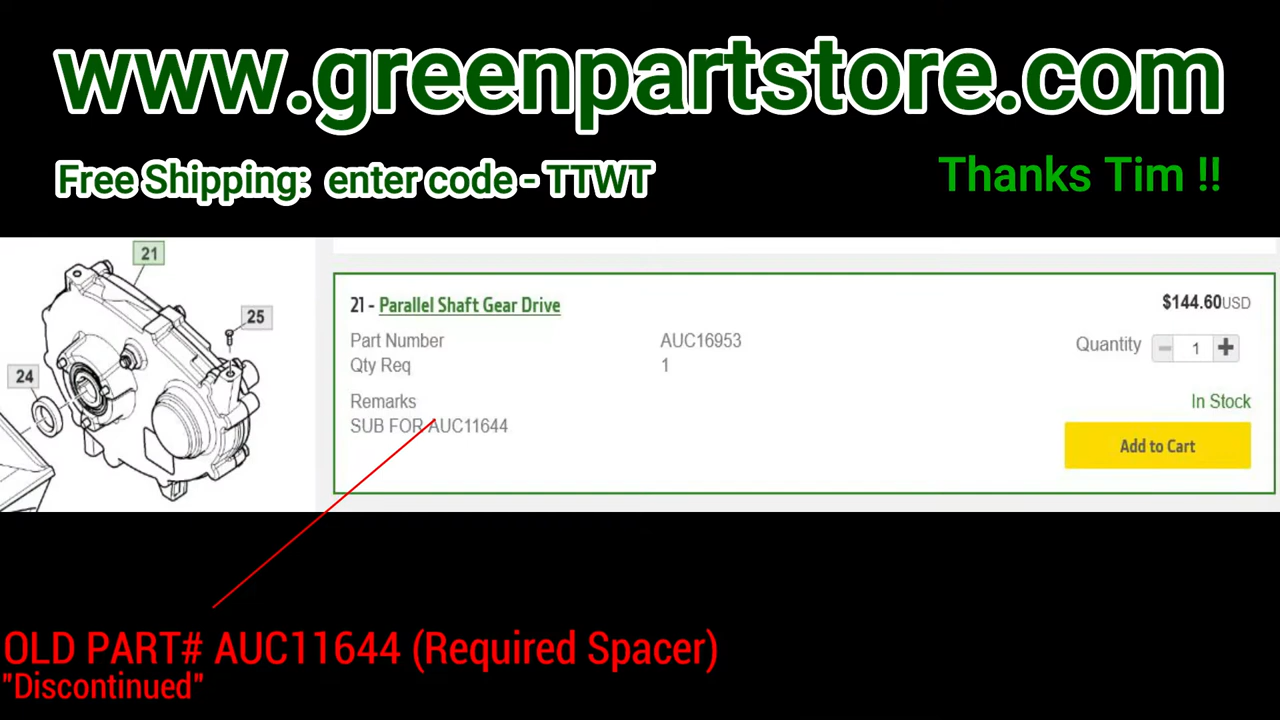 www.greenpartstore.com
Free Shipping: enter code - TTWT
Thanks Tim !!
21
25
24
21 - Parallel Shaft Gear Drive
$144.60USD
Part Number AUC16953
Quantity - 1 +
Qty Req 1
Remarks
In Stock
SUB FOR AUC11644
Add to Cart
OLD PART# AUC11644 (Required Spacer)
"Discontinued"